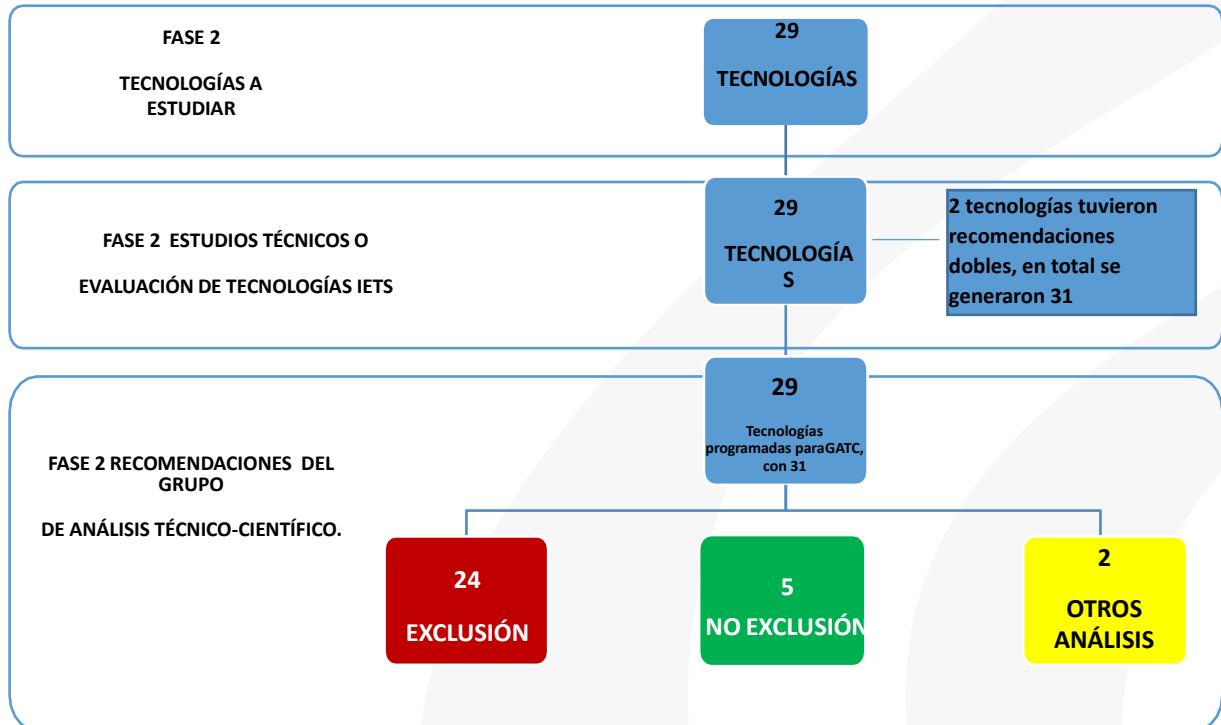 FASE 2
TECNOLOGÍAS A
ESTUDIAR
29
TECNOLOGÍAS
FASE 2 ESTUDIOS TÉCNICOS O
EVALUACIÓN DE TECNOLOGÍAS IETS
29
TECNOLOGÍA
S
2 tecnologías tuvieron
recomendaciones
dobles, en total se
generaron 31
FASE 2 RECOMENDACIONES DEL
GRUPO
DE ANÁLISIS TÉCNICO-CIENTÍFICO.
29
Tecnologías
programadas paraGATC,
con 31
24
EXCLUSIÓN
5
NO EXCLUSIÓN
2
OTROS
ANÁLISIS